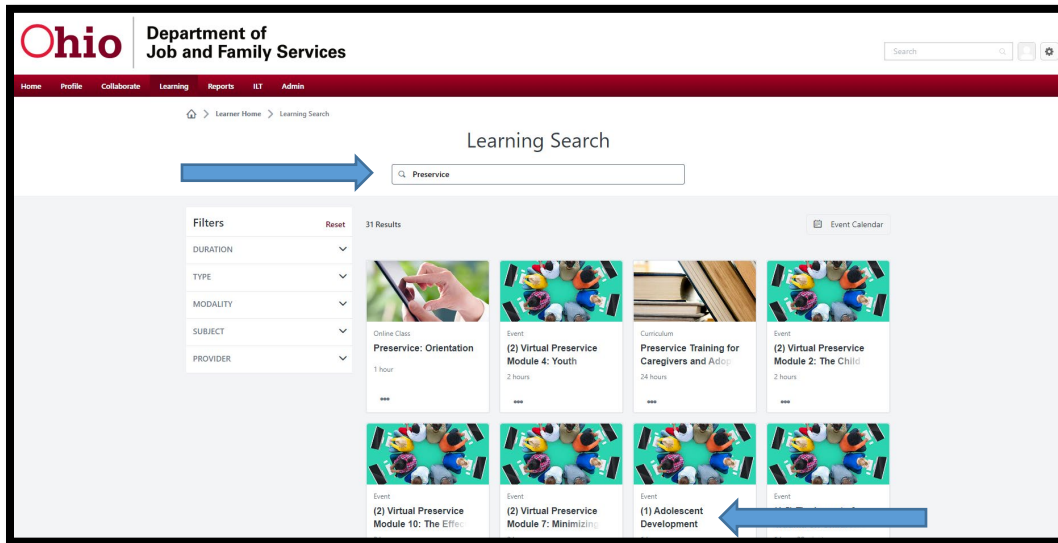 Ohio
Department of
Job and Family Services
Search
Home Profile Collaborate Learning Reports ILT Admin
Learner Home > Learning Search
Learning Search
Preservice
Filters Reset
DURATION
TYPE
MODALITY
SUBJECT
PROVIDER
31 Results
Event Calendar
Online Class
Preservice: Orientation
1 hour
Event
(2) Virtual Preservice
Module 4: Youth
2 hours
Curriculum
Preservice Training for
Caregivers and Adop
24 hours
Event
(2) Virtual Preservice
Module 2: The Child
2 hours
Event
(2) Virtual Preservice
Module 10: The Effec
Event
(2) Virtual Preservice
Module 7: Minimizing
Event
(1) Adolescent
Development
Event